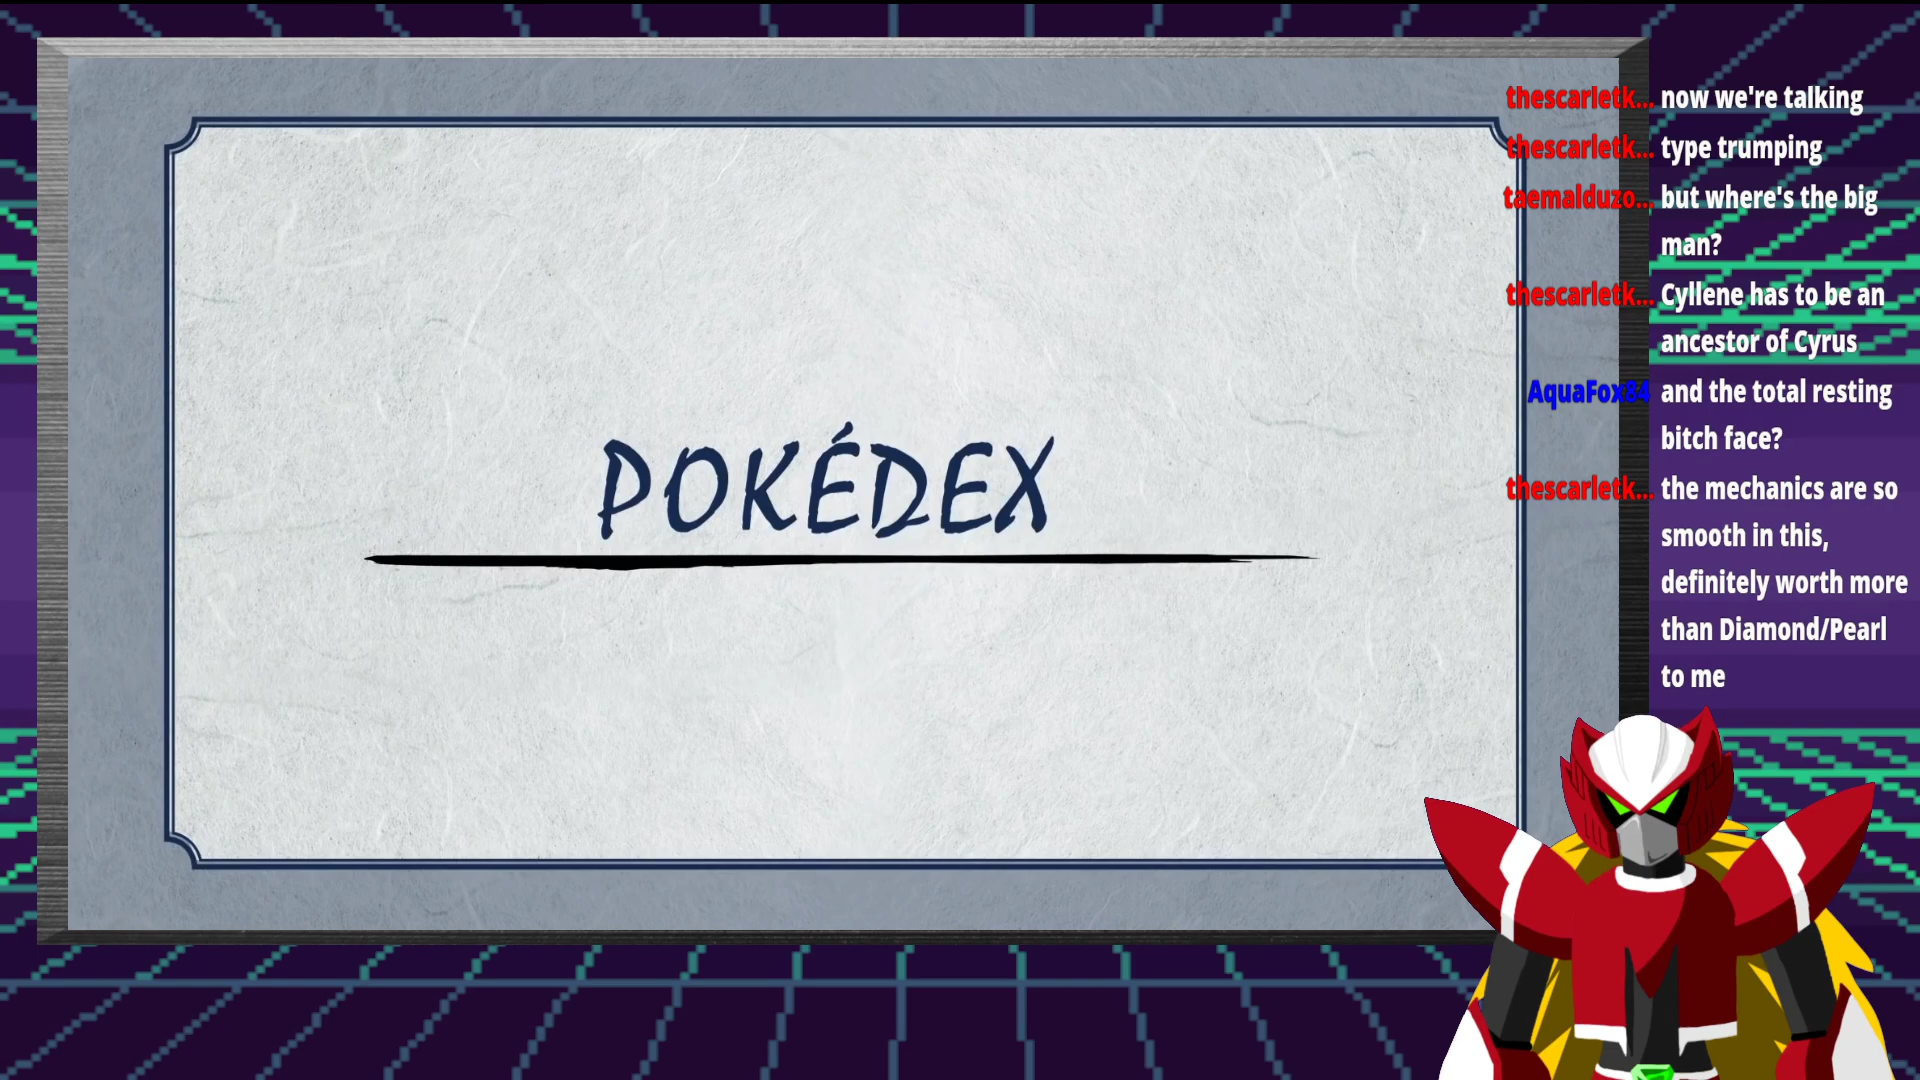 thescarletk... now we're talking
thescarletk... type trumping
taemalduzo... but where's the big
man?
thescarletk... Cyllene has to be an
ancestor of Cyrus
AquaFox84 and the total resting
bitch face?
thescarletk... the mechanics are so
smooth in this,
definitely worth more
than Diamond/Pearl
to me
POKÉDEX